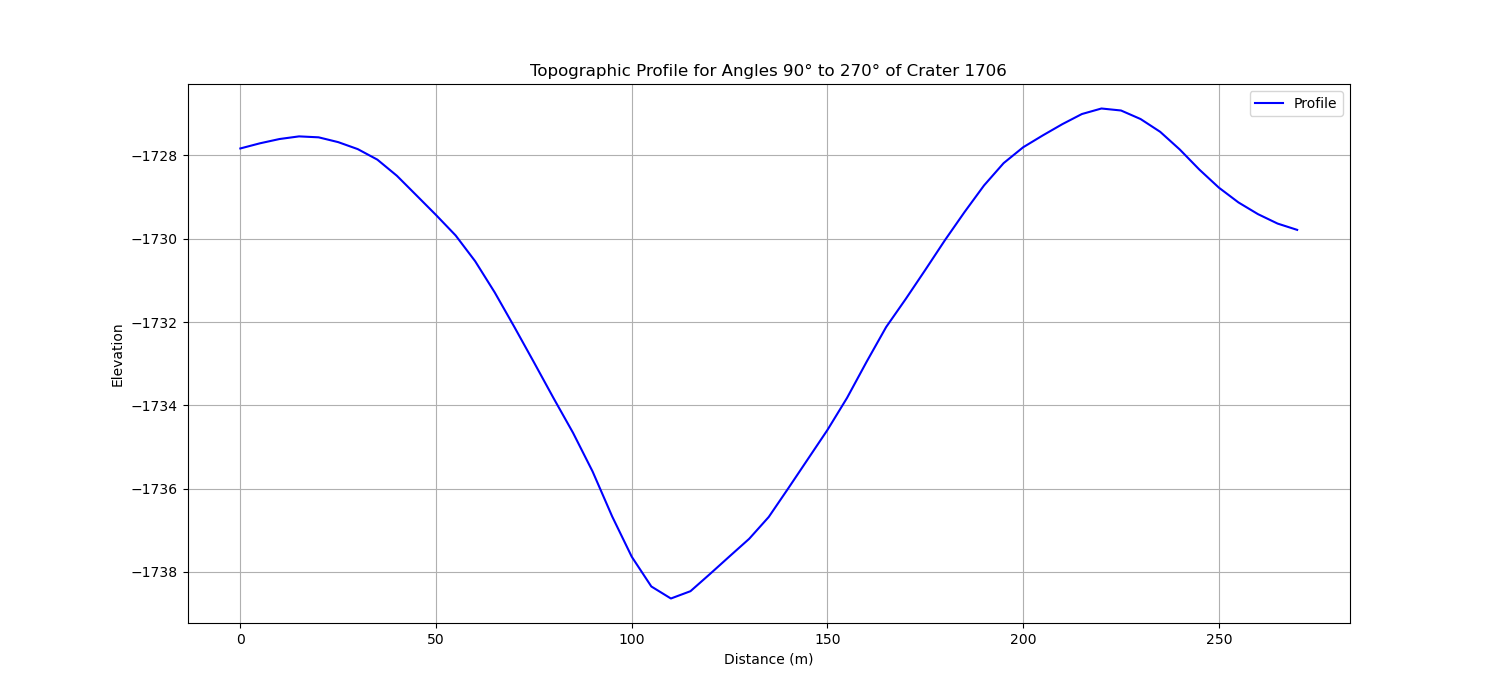 Topographic Profile for Angles 90° to 270° of Crater 1706
Profile
−1728
−1730
−1732
−1734
−1736
−1738
Elevation
0 50 100 150 200 250
Distance (m)